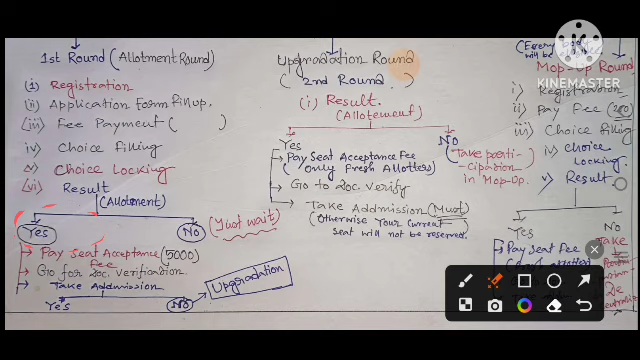 1st Round (Allotment Round)
(i) Registration
(ii) Application Form Fillup.
(iii) Fee Payment ( )
iv) Choice Filling
v) Choice Locking
(vi) Result
(Allotment)
Yes
No
(Just wait)
Pay Seat Acceptance (5000)
Fee
Go for Doc. Verification
Take Addmission
Yes
No
Upgradation
Upgradation Round
( 2nd Round )
(i) Result.
(Allotement)
Yes
No
Pay Seat Acceptance Fee
(Only Fresh Allotters)
Go to Doc. Verify
Take Addmission (Must)
(Otherwise Your Current
seat will not be reserved.
(Take parti-
cipation
in Mop-Up.
Mop-Up Round
i) Registration
ii) Pay Fee
iii) Choice Filling
iv) Choice
Locking.
v) Result
Yes
No
Pay Seat Fee
Take
KINEMASTER